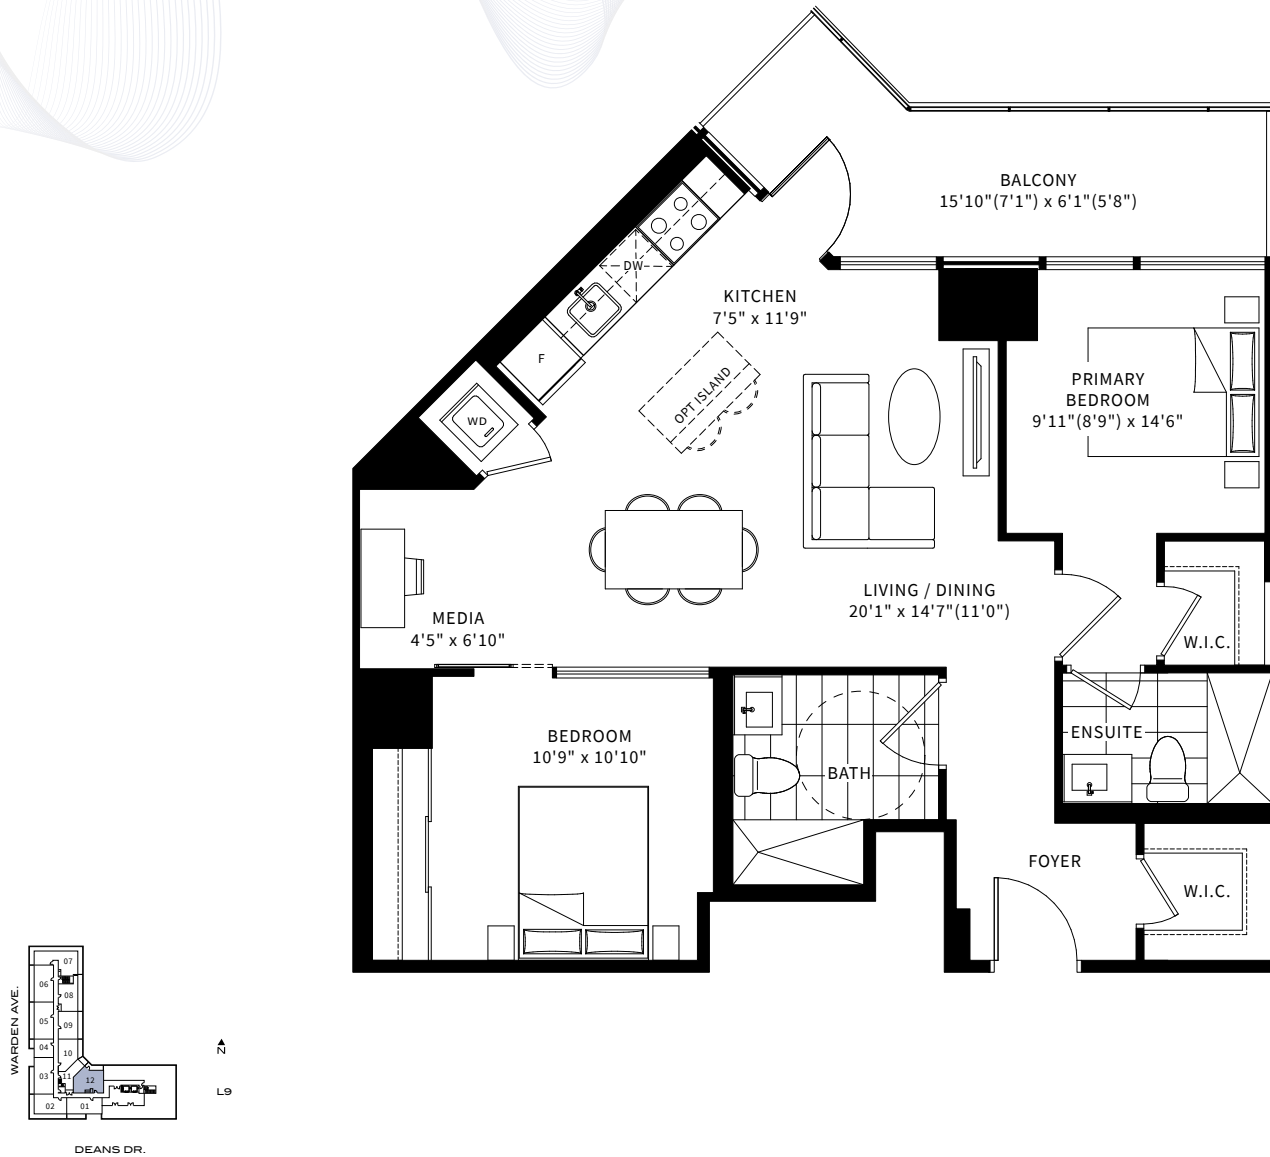 BALCONY
15'10"(7'1") x 6'1"(5'8")
DW
KITCHEN
7'5" x 11'9"
F
OPT ISLAND
PRIMARY
BEDROOM
9'11"(8'9") x 14'6"
WD
LIVING / DINING
20'1" x 14'7"(11'0")
MEDIA
4'5" x 6'10"
W.I.C.
BEDROOM
10'9" x 10'10"
ENSUITE
BATH
FOYER
W.I.C.
WARDEN AVE.
07
06
08
05
09
04
10
03
11
12
02
01
N
L9
DEANS DR.